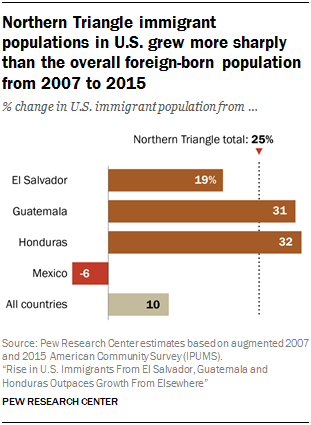 Northern Triangle immigrant
populations in U.S. grew more sharply
than the overall foreign-born population
from 2007 to 2015
% change in U.S. immigrant population from ...
Northern Triangle total: 25%
El Salvador 19%
Guatemala 31
Honduras 32
Mexico -6
All countries 10
Source: Pew Research Center estimates based on augmented 2007
and 2015 American Community Survey (IPUMS).
“Rise in U.S. Immigrants From El Salvador, Guatemala and
Honduras Outpaces Growth From Elsewhere”
PEW RESEARCH CENTER